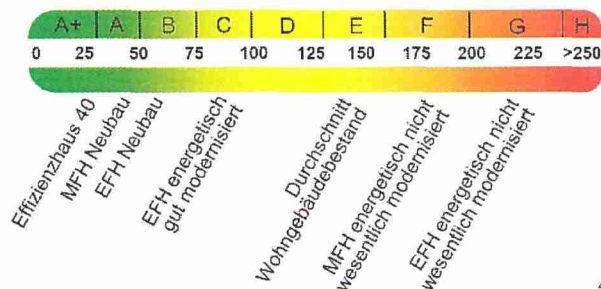 A+ A B C D E F G H
0 25 50 75 100 125 150 175 200 225 >250
Effizienzhaus 40
MFH Neubau
EFH Neubau
EFH energetisch
gut modernisiert
Durchschnitt
Wohngebäudebestand
MFH energetisch nicht
wesentlich modernisiert
EFH energetisch nicht
wesentlich modernisiert